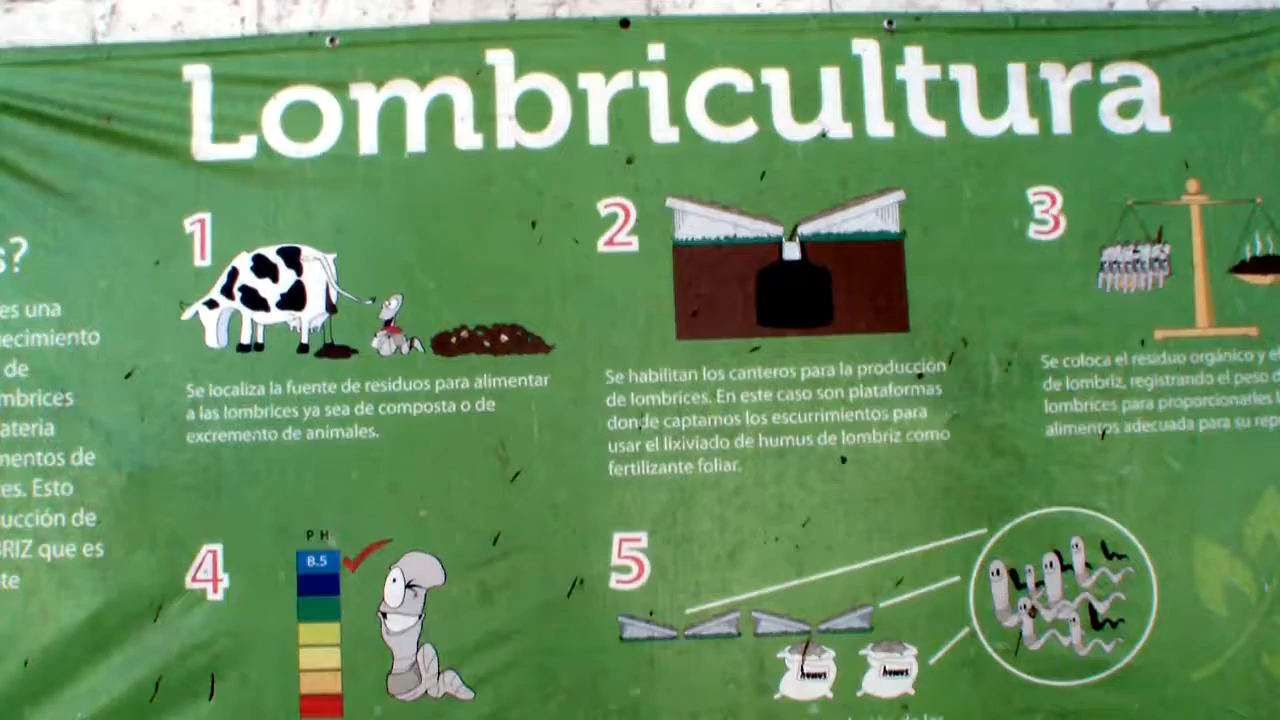 Lombricultura
s?
es una
de
1
Se localiza la fuente de residuos para alimentar
a las lombrices ya sea de composta o de
excremento de animales.
2
Se habilitan los canteros para la producción
de lombrices. En este caso son plataformas
donde captamos los escurrimientos para
usar el lixiviado de humus de lombriz como
fertilizante foliar.
3
Se coloca el residuo orgánico y el
de lombriz, registrando el peso d
lombrices para proporcionarles l
alimentos adecuada para su rep
iecimiento
mbrices
ateria
mentos de
es. Esto
ucción de
BRIZ que es
te
4
PH
8.5
5
humus
humus